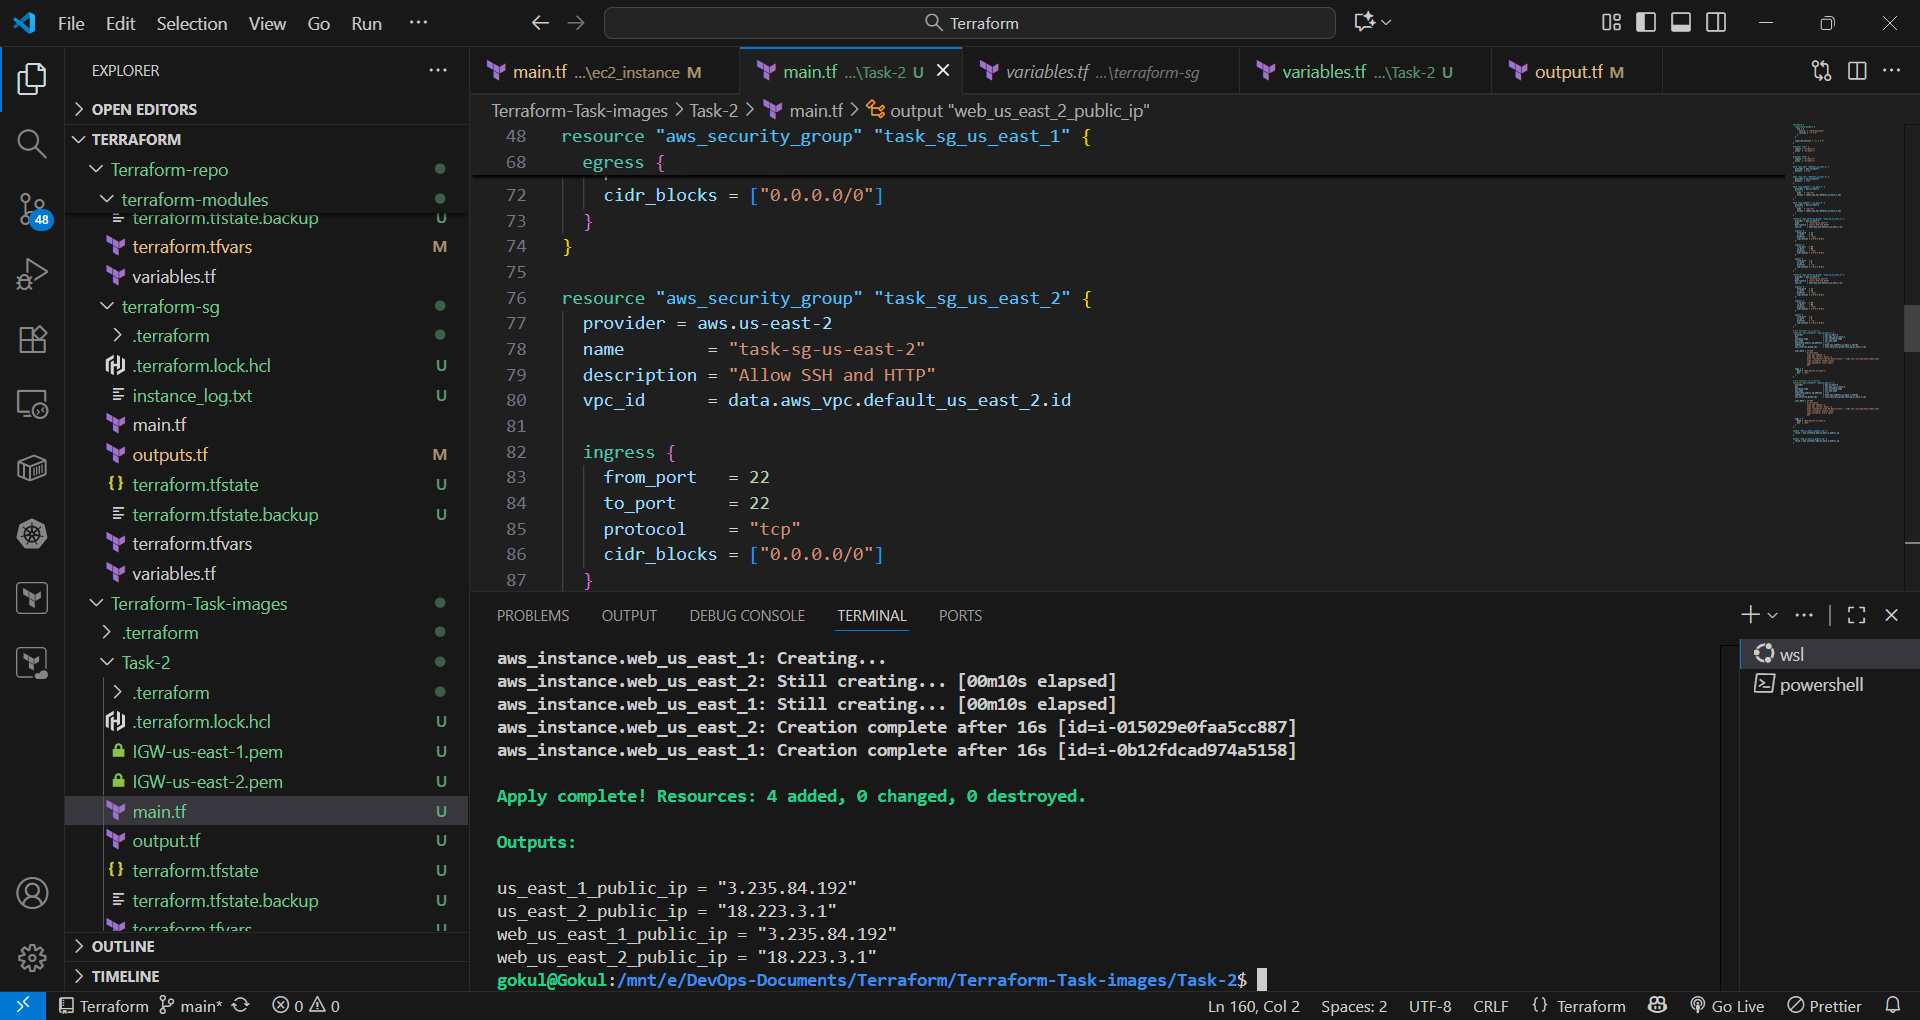 File Edit Selection View Go Run ··· Terraform
EXPLORER ···
OPEN EDITORS
TERRAFORM
Terraform-repo
terraform-modules
terraform.tfstate.backup U
terraform.tfvars M
variables.tf
terraform-sg
.terraform
.terraform.lock.hcl U
instance_log.txt U
main.tf
outputs.tf M
terraform.tfstate U
terraform.tfstate.backup U
terraform.tfvars
variables.tf
Terraform-Task-images
.terraform
Task-2
.terraform
.terraform.lock.hcl U
IGW-us-east-1.pem U
IGW-us-east-2.pem U
main.tf U
output.tf U
terraform.tfstate U
terraform.tfstate.backup U
terraform.tfvars U
OUTLINE
TIMELINE
48
main.tf ...\ec2_instance M main.tf ...\Task-2 U variables.tf ...\terraform-sg variables.tf ...\Task-2 U output.tf M
Terraform-Task-images > Task-2 > main.tf > output "web_us_east_2_public_ip"
48 resource "aws_security_group" "task_sg_us_east_1" {
68 egress {
72 cidr_blocks = ["0.0.0.0/0"]
73 }
74 }
75
76 resource "aws_security_group" "task_sg_us_east_2" {
77 provider = aws.us-east-2
78 name = "task-sg-us-east-2"
79 description = "Allow SSH and HTTP"
80 vpc_id = data.aws_vpc.default_us_east_2.id
81
82 ingress {
83 from_port = 22
84 to_port = 22
85 protocol = "tcp"
86 cidr_blocks = ["0.0.0.0/0"]
87 }
PROBLEMS OUTPUT DEBUG CONSOLE TERMINAL PORTS
wsl
powershell
aws_instance.web_us_east_1: Creating...
aws_instance.web_us_east_2: Still creating... [00m10s elapsed]
aws_instance.web_us_east_1: Still creating... [00m10s elapsed]
aws_instance.web_us_east_2: Creation complete after 16s [id=i-015029e0faa5cc887]
aws_instance.web_us_east_1: Creation complete after 16s [id=i-0b12fdcad974a5158]
Apply complete! Resources: 4 added, 0 changed, 0 destroyed.
Outputs:
us_east_1_public_ip = "3.235.84.192"
us_east_2_public_ip = "18.223.3.1"
web_us_east_1_public_ip = "3.235.84.192"
web_us_east_2_public_ip = "18.223.3.1"
gokul@Gokul:/mnt/e/DevOps-Documents/Terraform/Terraform-Task-images/Task-2$
Terraform main* 0 0 Ln 160, Col 2 Spaces: 2 UTF-8 CRLF {} Terraform Go Live Prettier